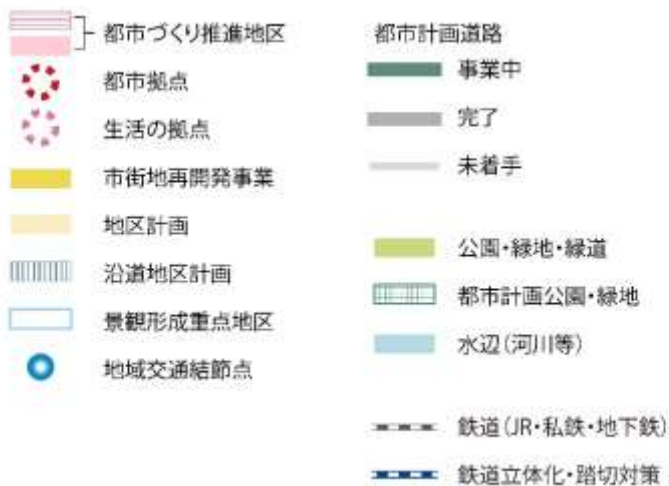 都市づくり推進地区
都市拠点
生活の拠点
市街地再開発事業
地区計画
沿道地区計画
景観形成重点地区
地域交通結節点
都市計画道路
事業中
完了
未着手
公園・緑地・緑道
都市計画公園・緑地
水辺(河川等)
鉄道(JR・私鉄・地下鉄)
鉄道立体化・踏切対策